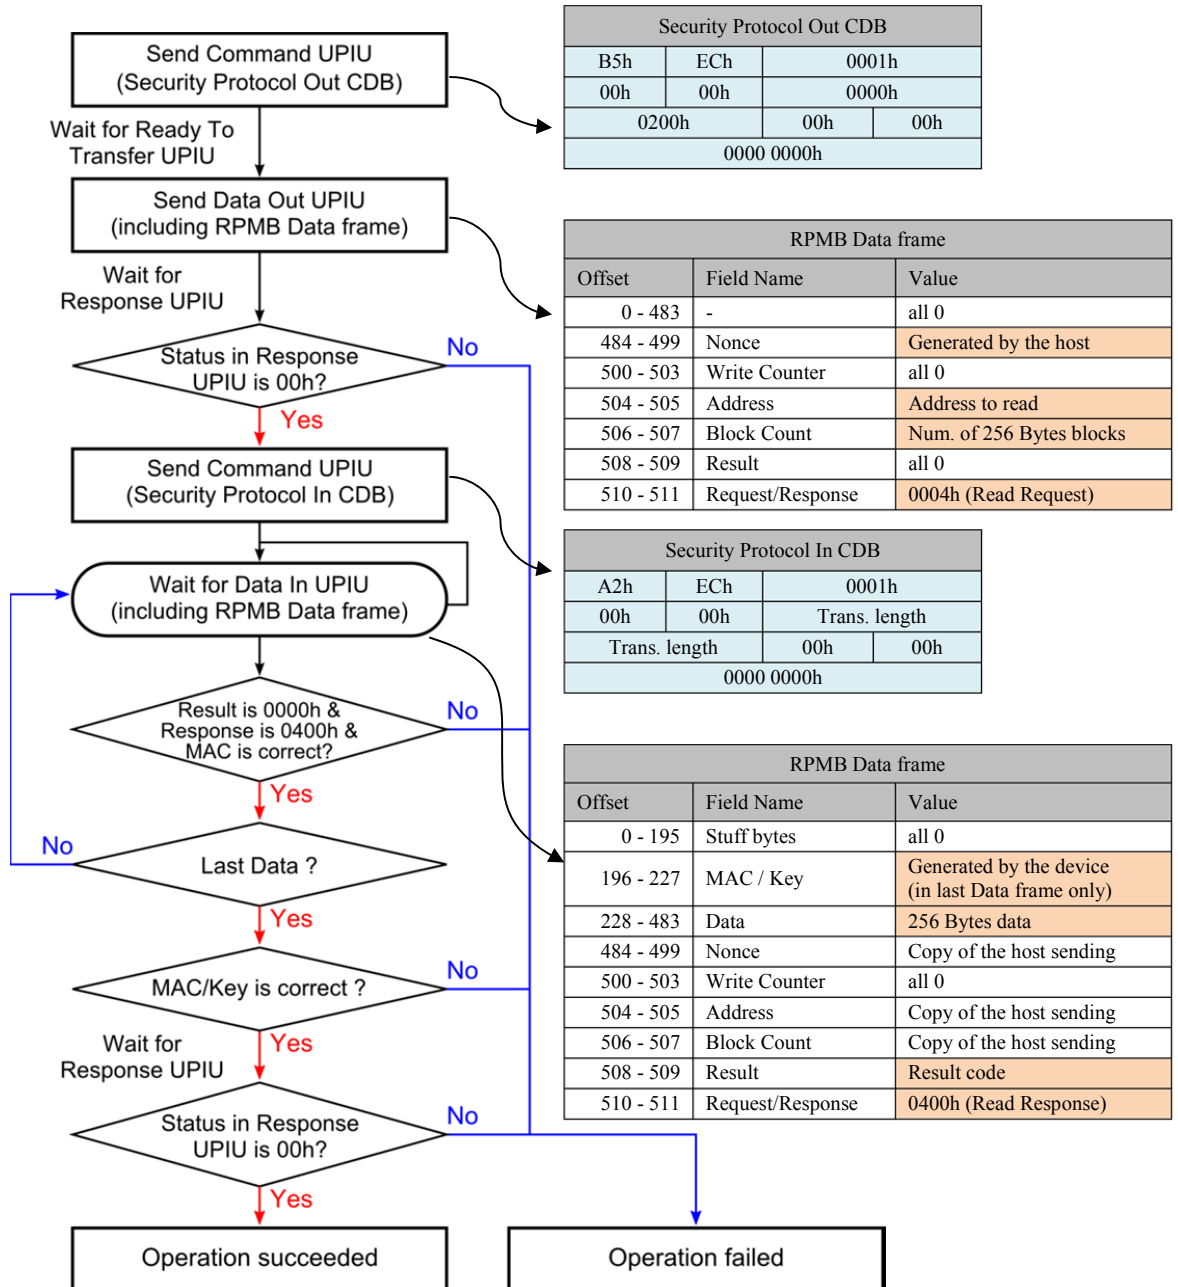 Send Command UPIU
(Security Protocol Out CDB)
Wait for Ready To
Transfer UPIU
Send Data Out UPIU
(including RPMB Data frame)
Wait for
Response UPIU
Status in Response
UPIU is 00h?
No
Yes
Send Command UPIU
(Security Protocol In CDB)
Wait for Data In UPIU
(including RPMB Data frame)
Result is 0000h &
Response is 0400h &
MAC is correct?
No
Yes
Last Data ?
No
Yes
MAC/Key is correct ?
No
Yes
Wait for
Response UPIU
Status in Response
UPIU is 00h?
No
Yes
Operation succeeded
Operation failed
Security Protocol Out CDB
B5h ECh 0001h
00h 00h 0000h
0200h 00h 00h
0000 0000h
RPMB Data frame
Offset Field Name Value
0 - 483 - all 0
484 - 499 Nonce Generated by the host
500 - 503 Write Counter all 0
504 - 505 Address Address to read
506 - 507 Block Count Num. of 256 Bytes blocks
508 - 509 Result all 0
510 - 511 Request/Response 0004h (Read Request)
Security Protocol In CDB
A2h ECh 0001h
00h 00h Trans. length
Trans. length 00h 00h
0000 0000h
RPMB Data frame
Offset Field Name Value
0 - 195 Stuff bytes all 0
196 - 227 MAC / Key Generated by the device
(in last Data frame only)
228 - 483 Data 256 Bytes data
484 - 499 Nonce Copy of the host sending
500 - 503 Write Counter all 0
504 - 505 Address Copy of the host sending
506 - 507 Block Count Copy of the host sending
508 - 509 Result Result code
510 - 511 Request/Response 0400h (Read Response)